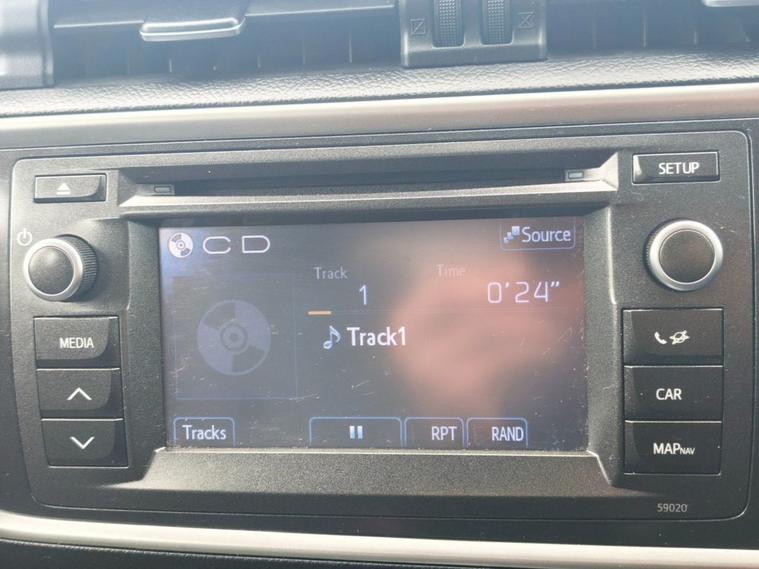 SETUP
CD
Source
Track
Time
1
0'24"
Track1
MEDIA
CAR
MAPNAV
Tracks
RPT
RAND
59020